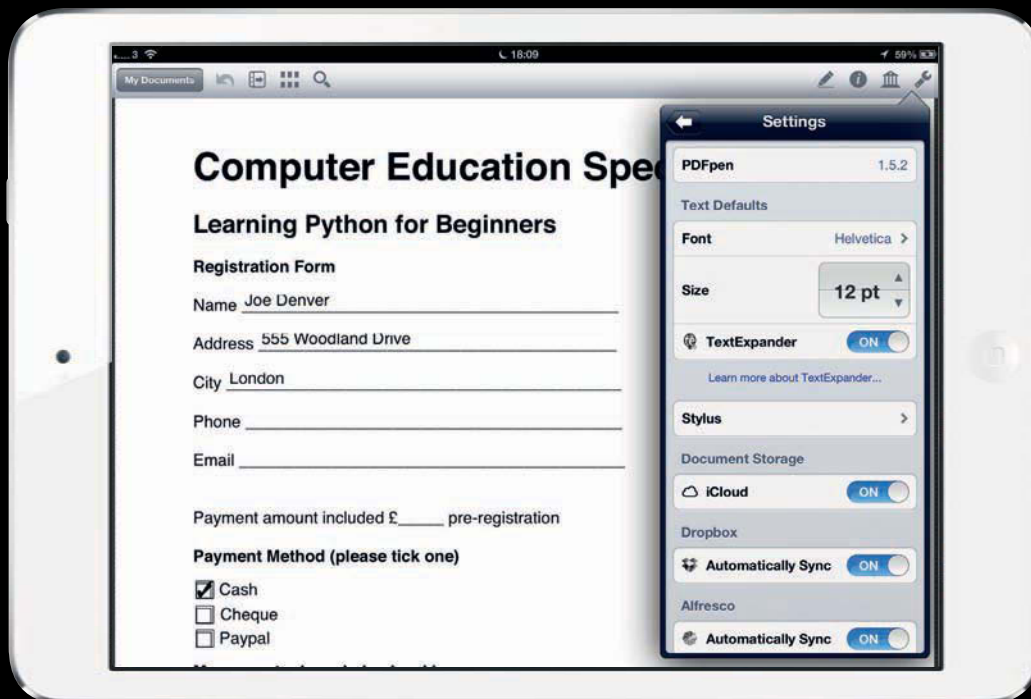 3 18:09 59%
My Documents
Computer Education Spe
Learning Python for Beginners
Registration Form
Name Joe Denver
Address 555 Woodland Drive
City London
Phone
Email
Payment amount included £_____ pre-registration
Payment Method (please tick one)
Cash
Cheque
Paypal
Settings
PDFpen 1.5.2
Text Defaults
Font Helvetica >
Size 12 pt
TextExpander ON
Learn more about TextExpander...
Stylus >
Document Storage
iCloud ON
Dropbox
Automatically Sync ON
Alfresco
Automatically Sync ON